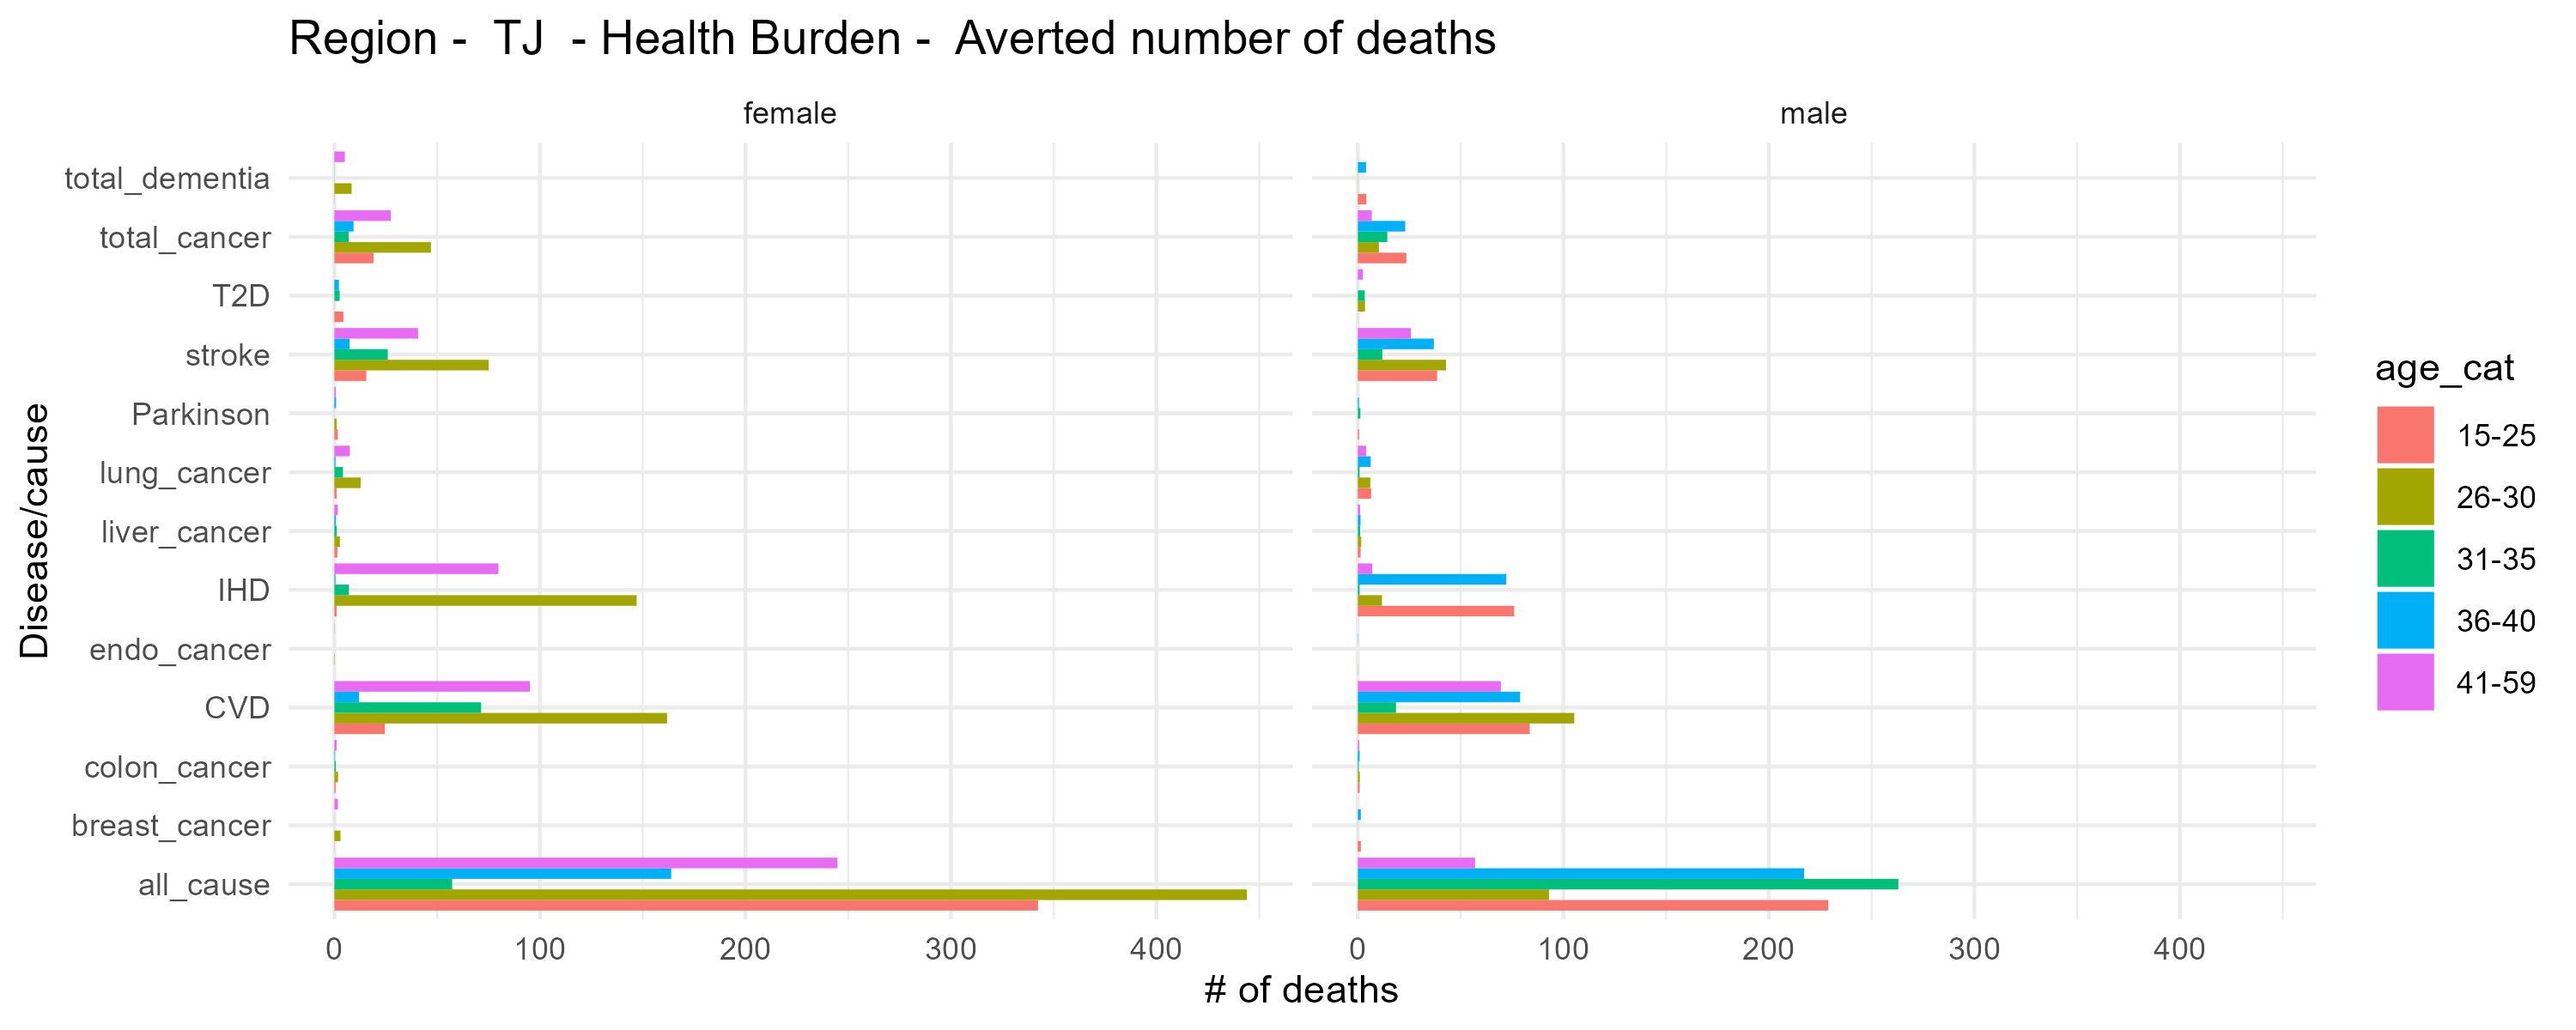 Region -  TJ  - Health Burden -  Averted number of deaths
female
male
Disease/cause
total_dementia
total_cancer
T2D
stroke
Parkinson
lung_cancer
liver_cancer
IHD
endo_cancer
CVD
colon_cancer
breast_cancer
all_cause
0 100 200 300 400
0 100 200 300 400
# of deaths
age_cat
15-25
26-30
31-35
36-40
41-59